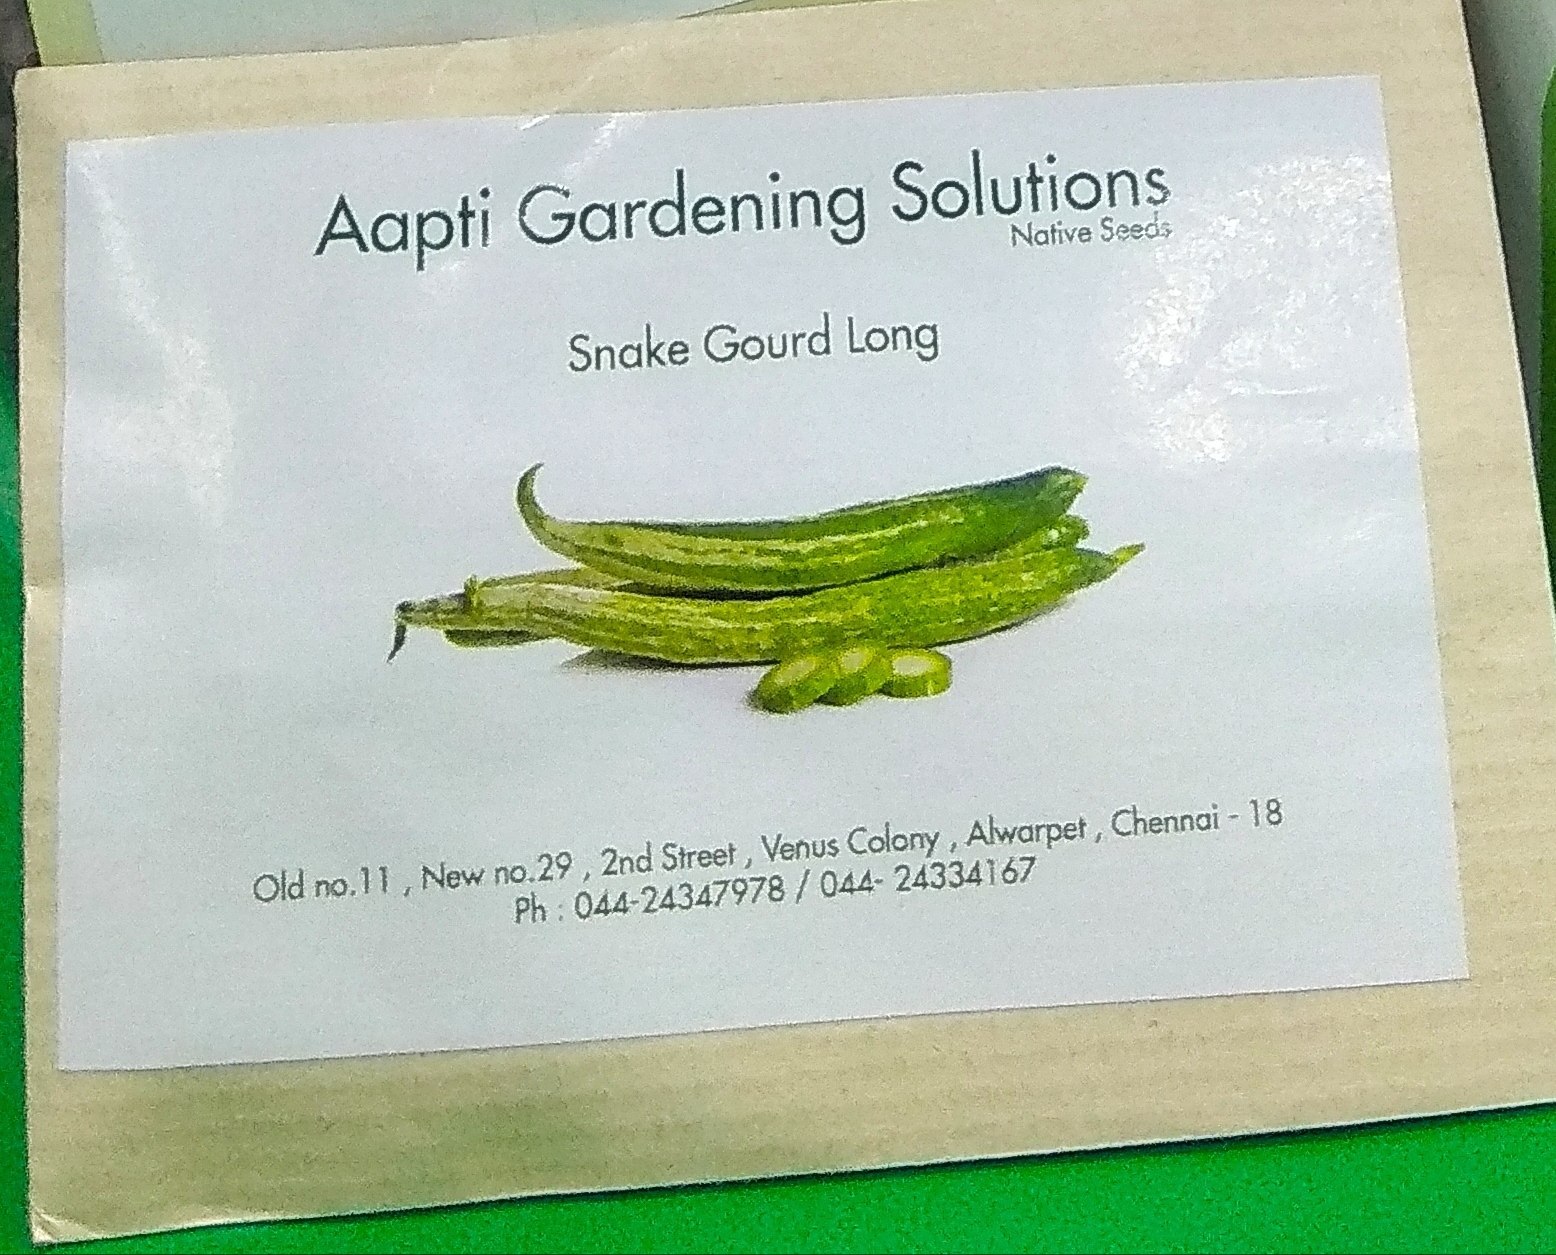 Aapti Gardening Solutions
Native Seeds
Snake Gourd Long
Old no.11 , New no.29 , 2nd Street , Venus Colony , Alwarpet , Chennai - 18
Ph : 044-24347978 / 044- 24334167